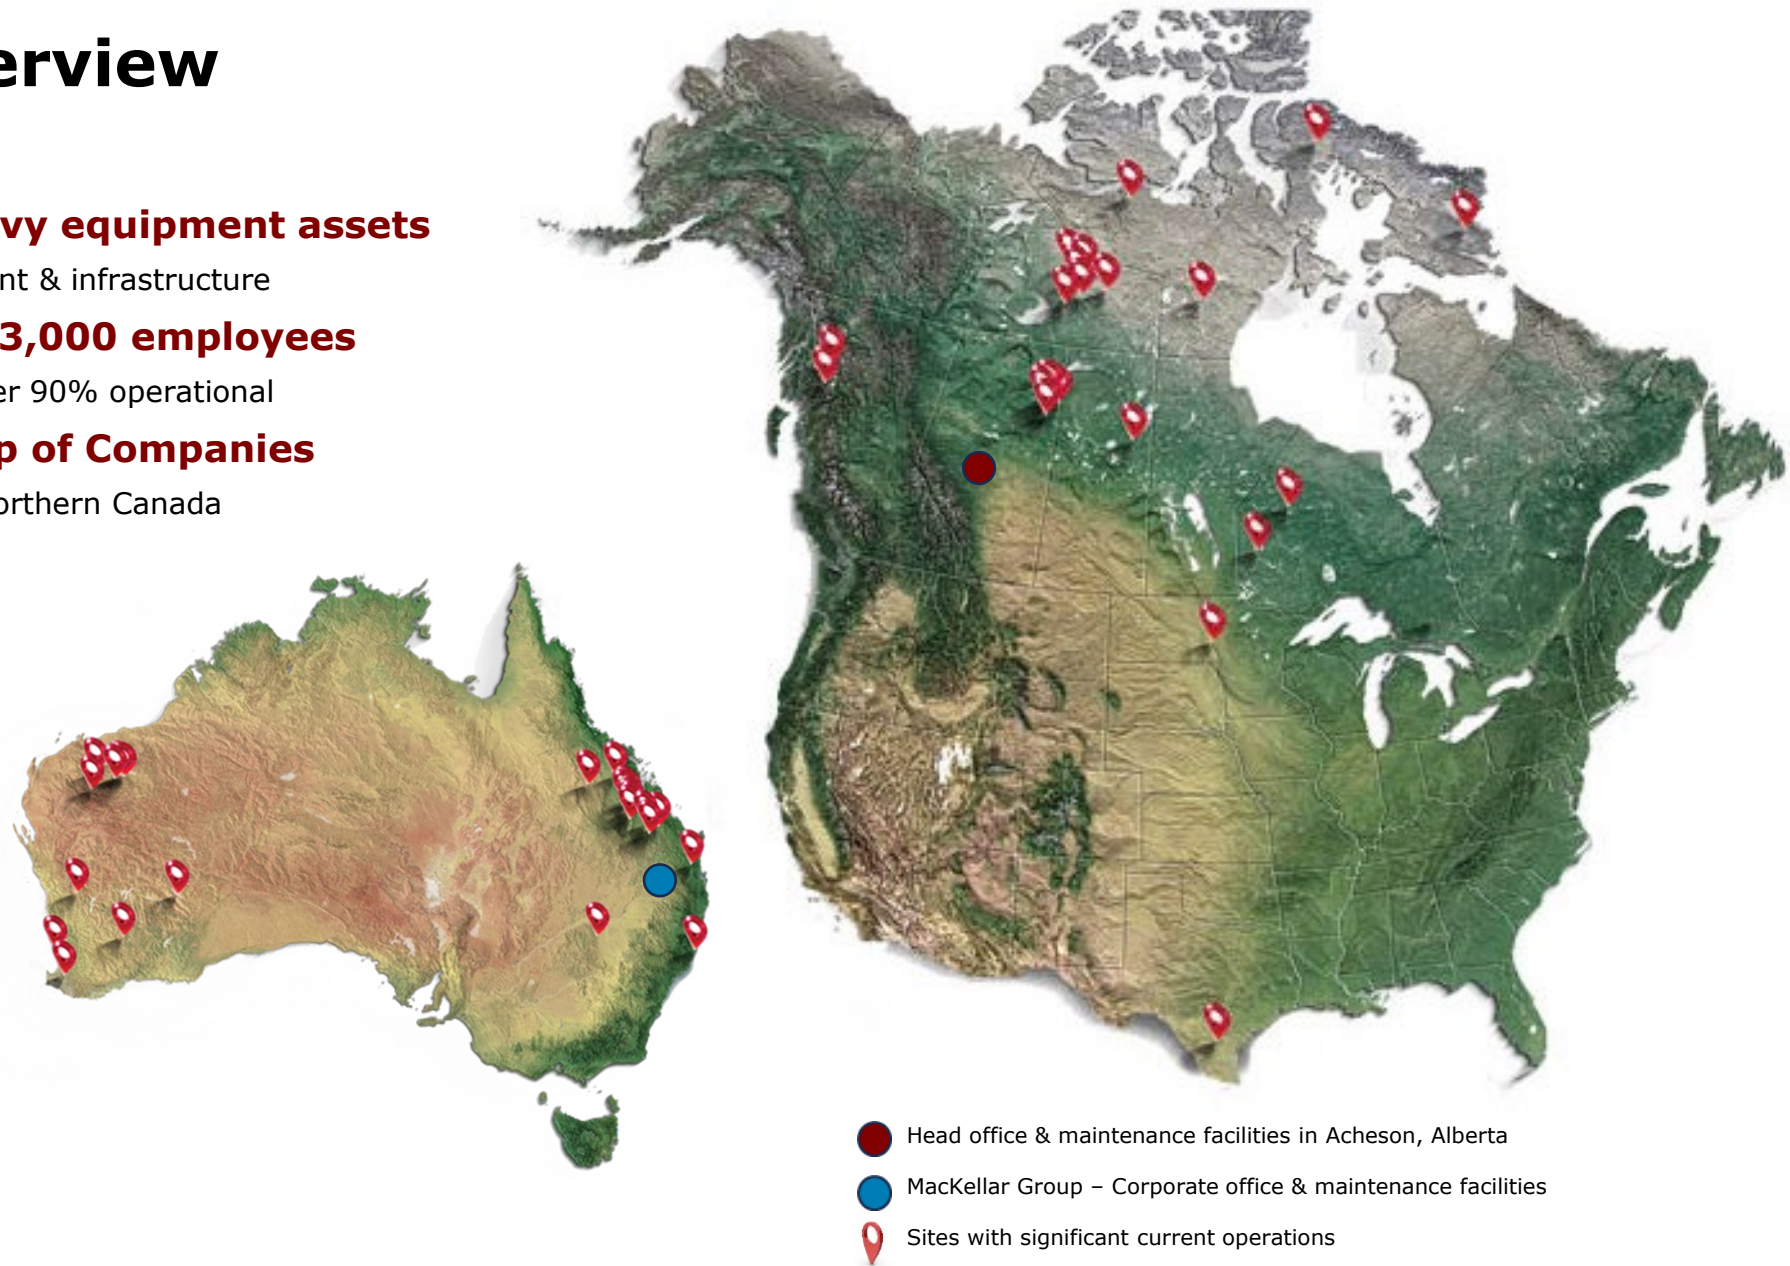 erview
vy equipment assets
nt & infrastructure
3,000 employees
er 90% operational
p of Companies
orthern Canada
Head office & maintenance facilities in Acheson, Alberta
MacKellar Group – Corporate office & maintenance facilities
Sites with significant current operations